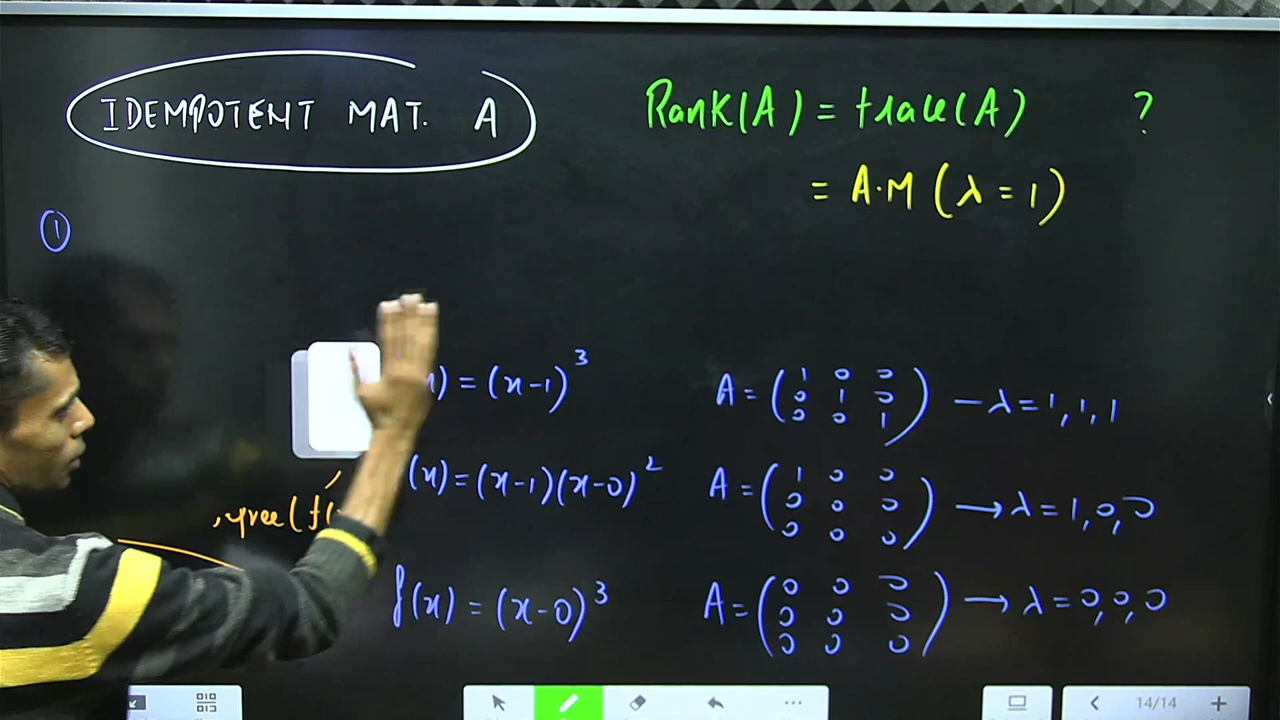 IDEMPOTENT MAT. A
Rank(A) = trace(A) ?
= A.M (λ = 1)
①
= (x-1)³ A = (1 0 0 0 1 0 0 0 1) - λ = 1, 1, 1
(x) = (x-1)(x-0)² A = (1 0 0 0 0 0 0 0 0) → λ = 1, 0, 0
f(x) = (x-0)³ A = (0 0 0 0 0 0 0 0 0) → λ = 0, 0, 0
14/14